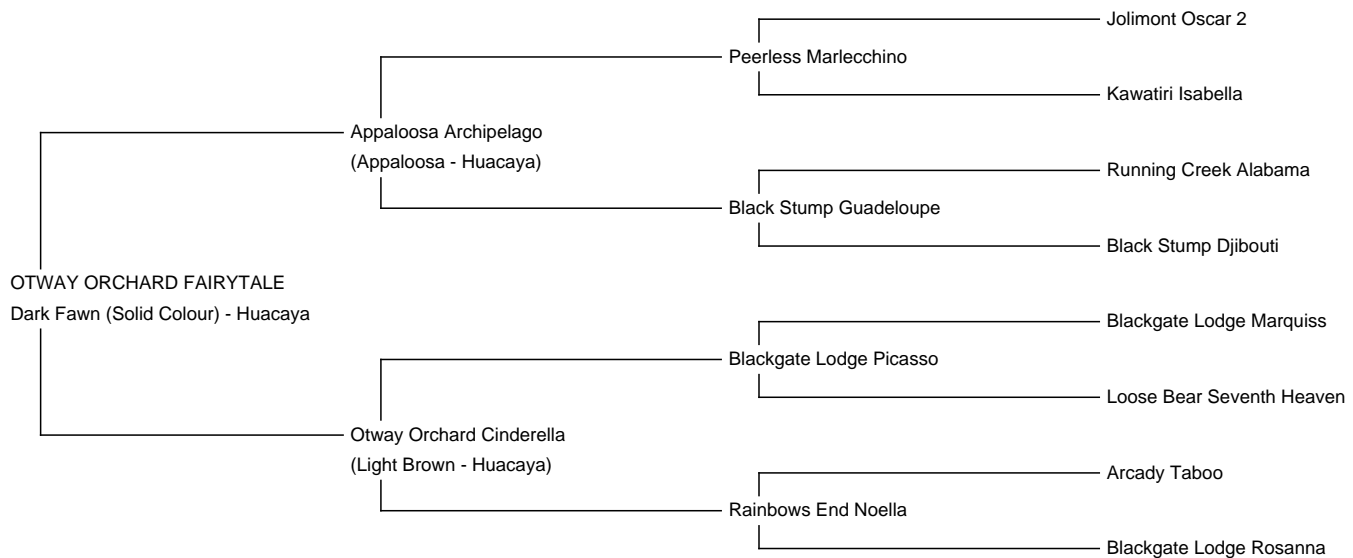 Jolimont Oscar 2
Peerless Marlecchino
Kawatiri Isabella
Appaloosa Archipelago
(Appaloosa - Huacaya)
Running Creek Alabama
Black Stump Guadeloupe
Black Stump Djibouti
OTWAY ORCHARD FAIRYTALE
Dark Fawn (Solid Colour) - Huacaya
Blackgate Lodge Marquiss
Blackgate Lodge Picasso
Loose Bear Seventh Heaven
Otway Orchard Cinderella
(Light Brown - Huacaya)
Arcady Taboo
Rainbows End Noella
Blackgate Lodge Rosanna